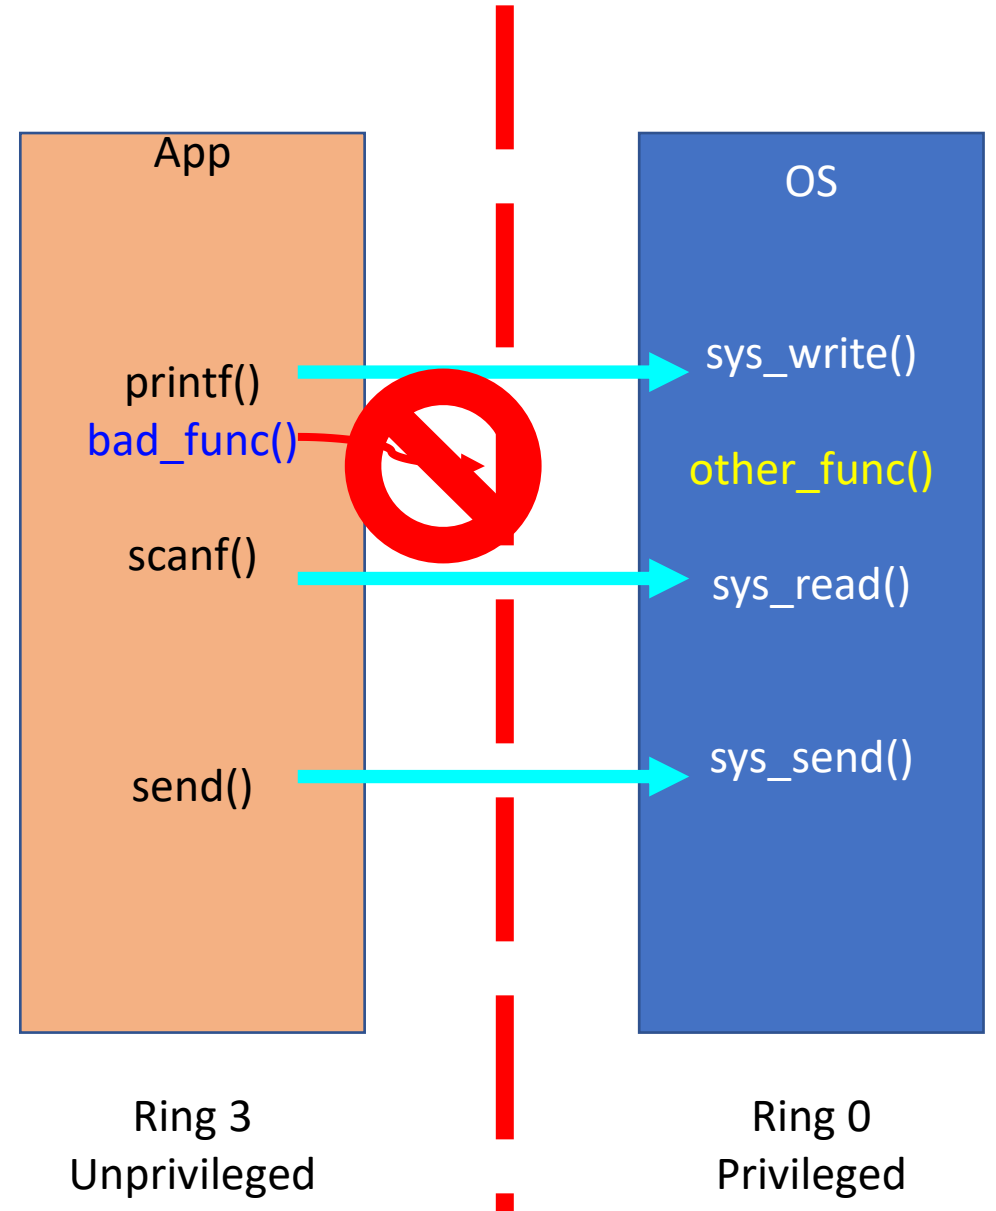 App
printf()
bad_func()
scanf()
send()
Ring 3
Unprivileged
OS
sys_write()
other_func()
sys_read()
sys_send()
Ring 0
Privileged